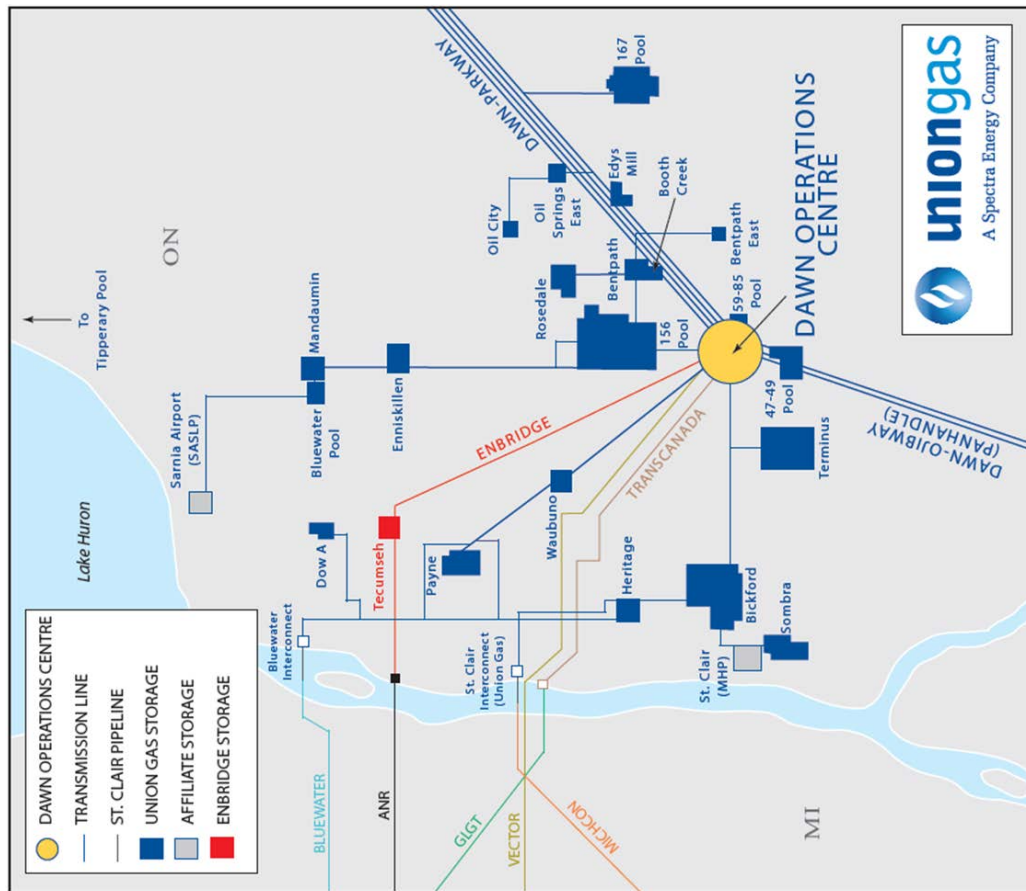 DAWN OPERATIONS CENTRE
TRANSMISSION LINE
ST. CLAIR PIPELINE
UNION GAS STORAGE
AFFILIATE STORAGE
ENBRIDGE STORAGE
Lake Huron
To
Tipperary Pool
ON
Sarnia Airport
(SASLP)
Mandaumin
Bluewater
Pool
Enniskillen
Bluewater
Interconnect
Dow A
Tecumseh
ENBRIDGE
BLUEWATER
ANR
Payne
Waubuno
Rosedale
Oil City
Oil
Springs
East
DAWN-PARKWAY
167
Pool
Edys
Mill
Booth
Creek
Bentpath
Bentpath
East
156
Pool
59-85
Pool
GLGT
VECTOR
MICHCON
St. Clair
Interconnect
(Union Gas)
Heritage
TRANSCANADA
DAWN OPERATIONS
CENTRE
47-49
Pool
DAWN-OJIBWAY
(PANHANDLE)
Terminus
Bickford
Sombra
St. Clair
(MHP)
MI
uniongas
A Spectra Energy Company